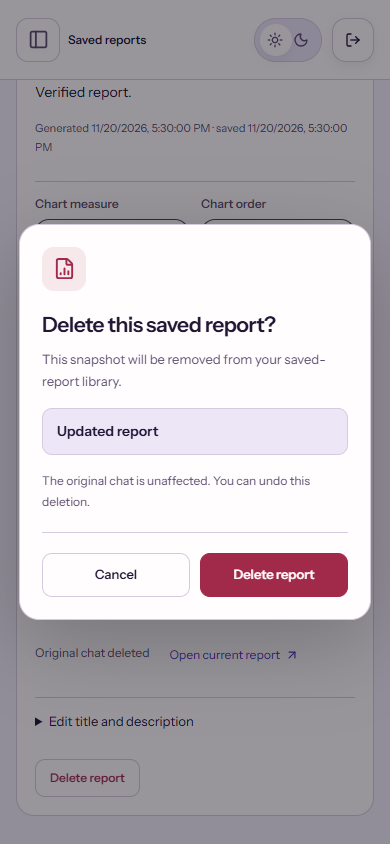 Saved reports
Verified report.
Generated 11/20/2026, 5:30:00 PM · saved 11/20/2026, 5:30:00
PM
Chart measure
Chart order
Delete this saved report?
This snapshot will be removed from your saved-
report library.
Updated report
The original chat is unaffected. You can undo this
deletion.
Cancel
Delete report
Original chat deleted
Open current report
Edit title and description
Delete report